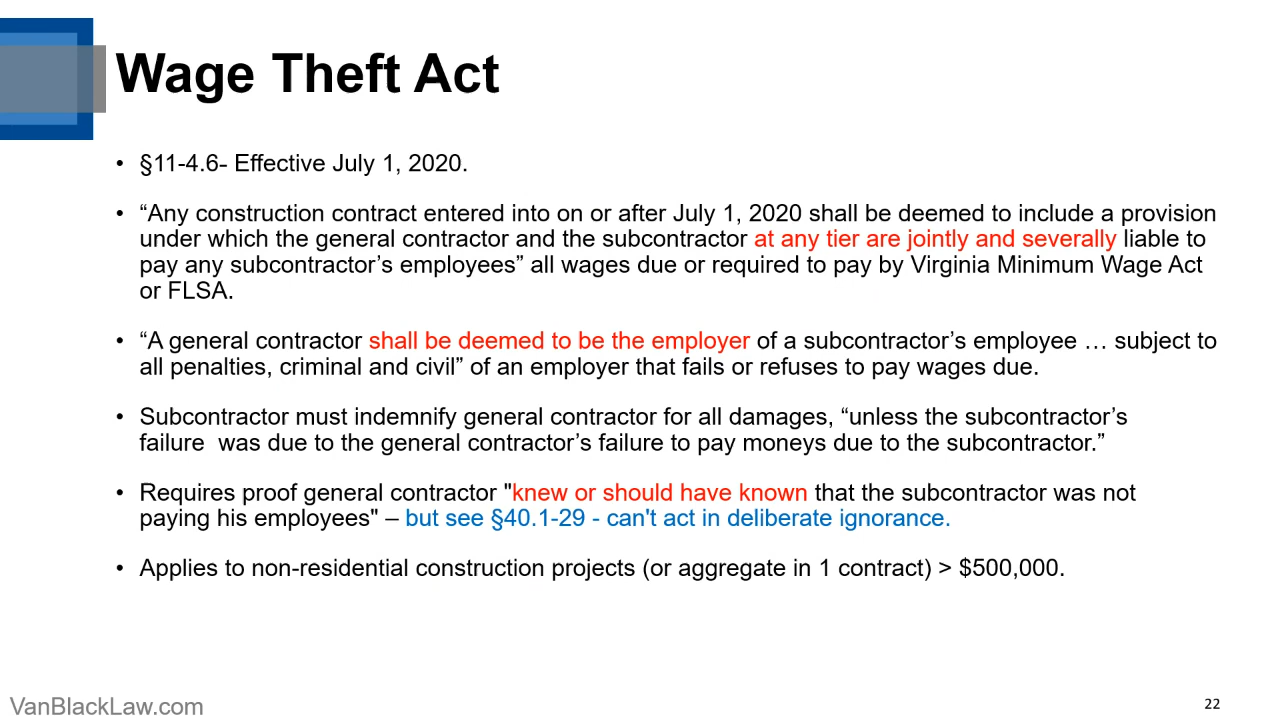 Wage Theft Act
• §11-4.6- Effective July 1, 2020.
• “Any construction contract entered into on or after July 1, 2020 shall be deemed to include a provision
under which the general contractor and the subcontractor at any tier are jointly and severally liable to
pay any subcontractor’s employees” all wages due or required to pay by Virginia Minimum Wage Act
or FLSA.
• “A general contractor shall be deemed to be the employer of a subcontractor’s employee … subject to
all penalties, criminal and civil” of an employer that fails or refuses to pay wages due.
• Subcontractor must indemnify general contractor for all damages, “unless the subcontractor’s
failure  was due to the general contractor’s failure to pay moneys due to the subcontractor.”
• Requires proof general contractor "knew or should have known that the subcontractor was not
paying his employees" – but see §40.1-29 - can't act in deliberate ignorance.
• Applies to non-residential construction projects (or aggregate in 1 contract) > $500,000.
VanBlackLaw.com
22